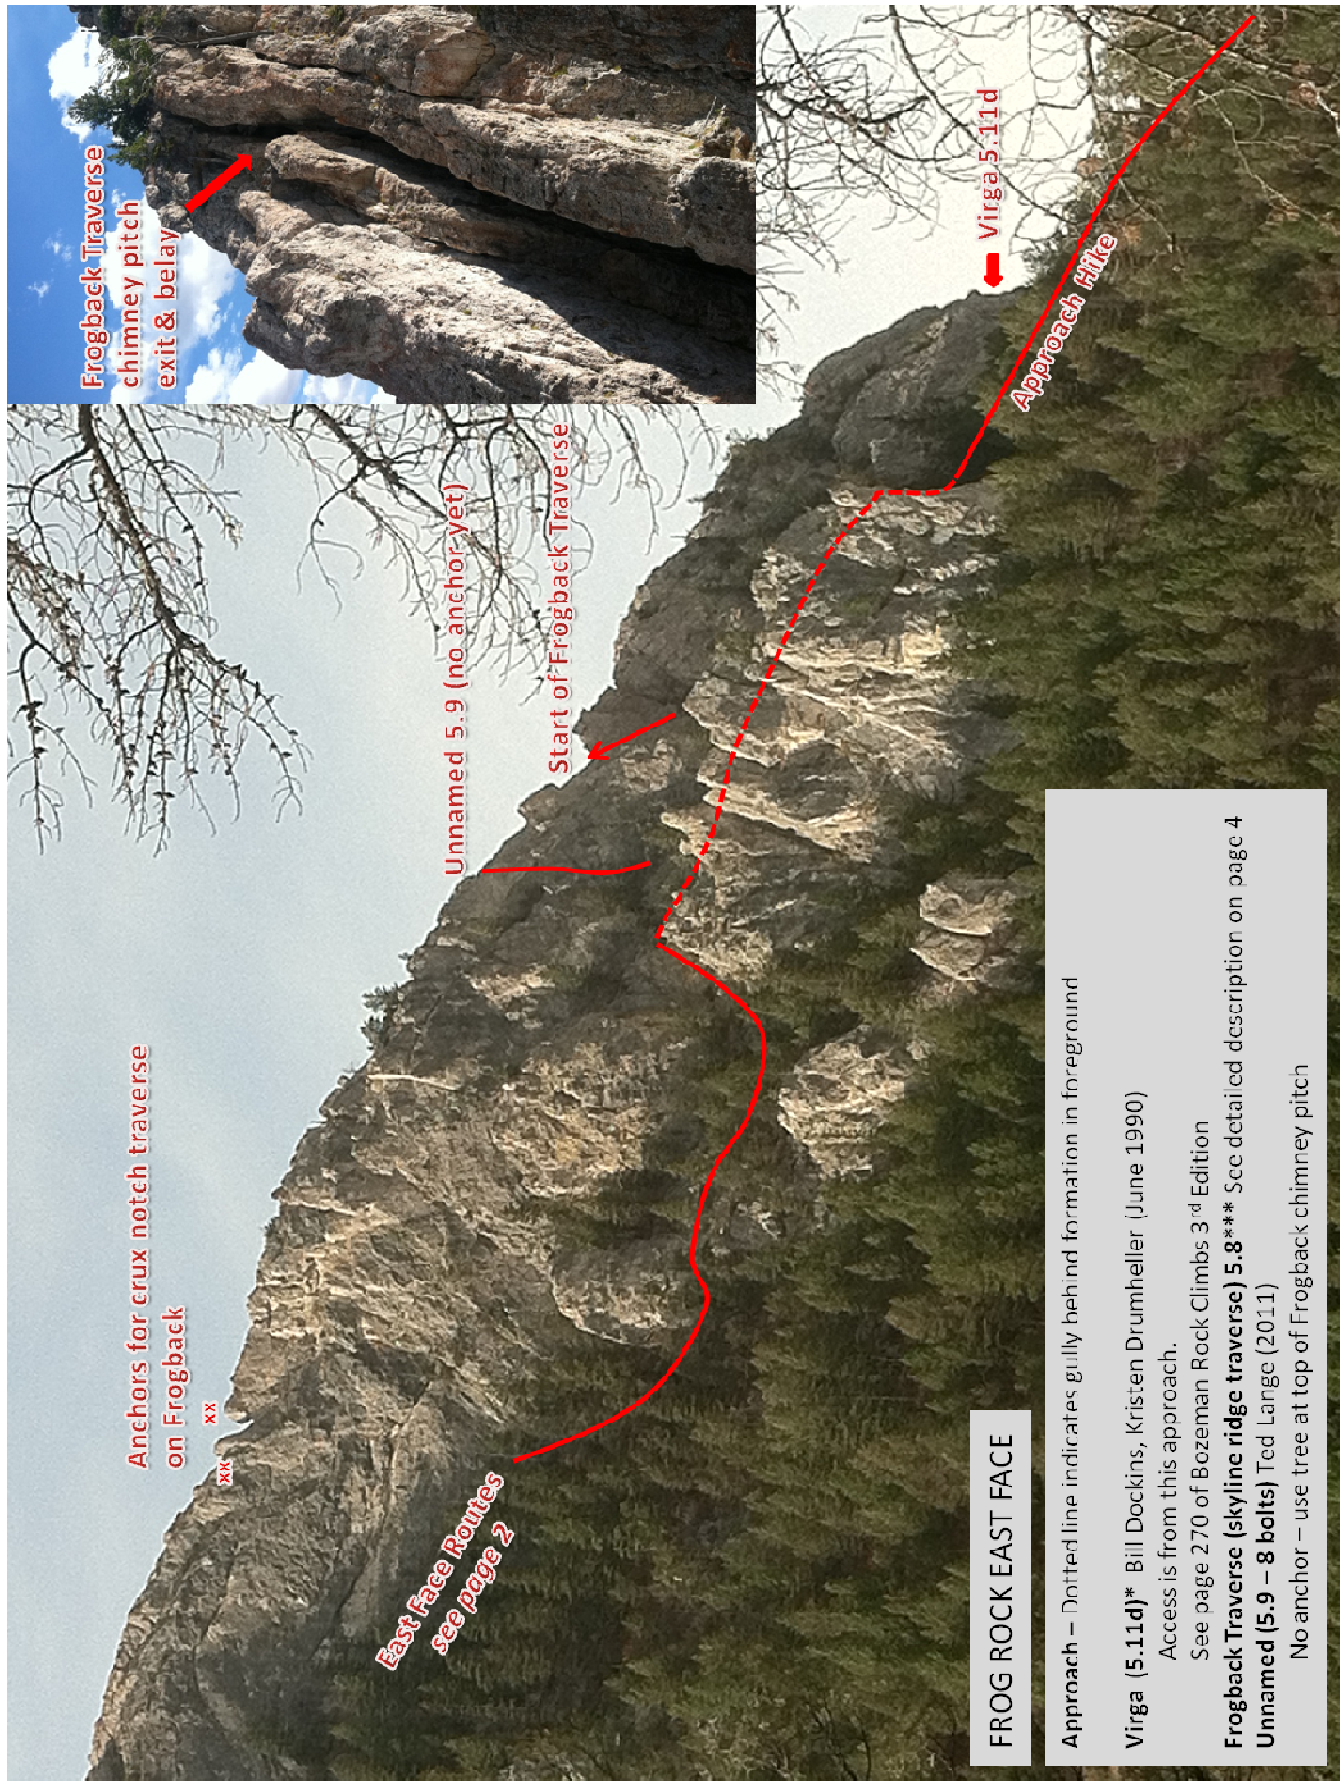 Frogback Traverse
chimney pitch
exit & belay
Virga 5.11d
Approach Hike
Unnamed 5.9 (no anchor yet)
Start of Frogback Traverse
Anchors for crux notch traverse
on Frogback
xx
xx
East Face Routes
see page 2
FROG ROCK EAST FACE
Approach – Dotted line indicates gully behind formation in foreground
Virga (5.11d)* Bill Dockins, Kristen Drumheller (June 1990)
Access is from this approach.
See page 270 of Bozeman Rock Climbs 3rd Edition
Frogback Traverse (skyline ridge traverse) 5.8*** See detailed description on page 4
Unnamed (5.9 – 8 bolts) Ted Lange (2011)
No anchor – use tree at top of Frogback chimney pitch